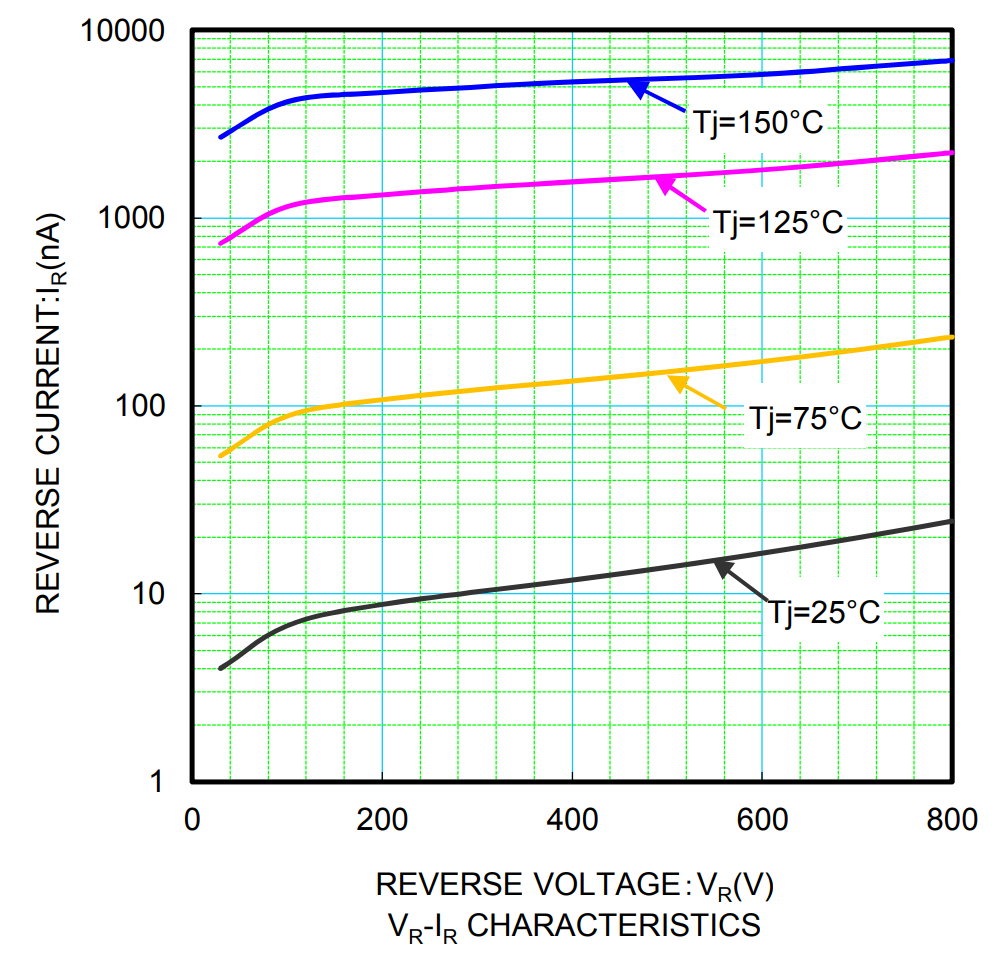 10000
1000
100
10
1
REVERSE CURRENT:IR(nA)
Tj=150°C
Tj=125°C
Tj=75°C
Tj=25°C
0 200 400 600 800
REVERSE VOLTAGE:VR(V)
VR-IR CHARACTERISTICS